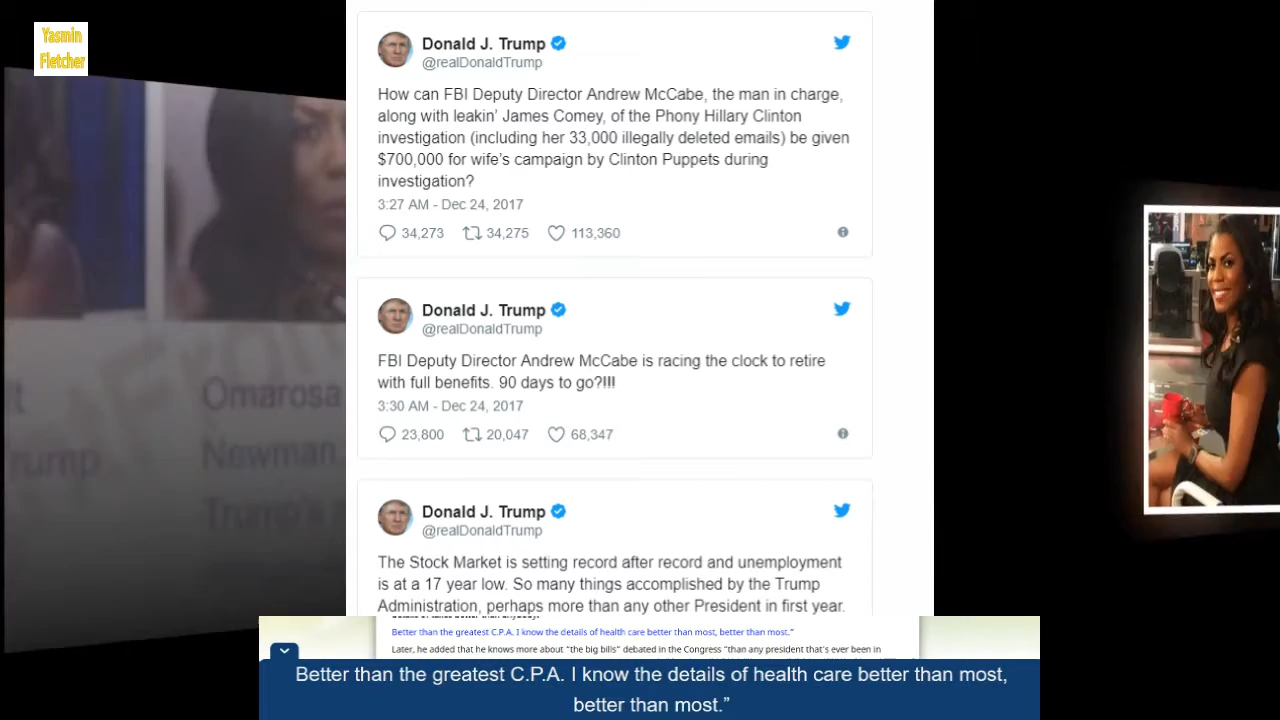 Yasmin
Fletcher
Donald J. Trump
@realDonaldTrump
How can FBI Deputy Director Andrew McCabe, the man in charge,
along with leakin’ James Comey, of the Phony Hillary Clinton
investigation (including her 33,000 illegally deleted emails) be given
$700,000 for wife’s campaign by Clinton Puppets during
investigation?
3:27 AM - Dec 24, 2017
34,273 34,275 113,360
Donald J. Trump
@realDonaldTrump
FBI Deputy Director Andrew McCabe is racing the clock to retire
with full benefits. 90 days to go?!!!
3:30 AM - Dec 24, 2017
23,800 20,047 68,347
Donald J. Trump
@realDonaldTrump
The Stock Market is setting record after record and unemployment
is at a 17 year low. So many things accomplished by the Trump
Administration, perhaps more than any other President in first year.
Omarosa
Newman,
Trump's
rump
Better than the greatest C.P.A. I know the details of health care better than most, better than most.”
Later, he added that he knows more about “the big bills” debated in the Congress “than any president that’s ever been in
Better than the greatest C.P.A. I know the details of health care better than most,
better than most.”